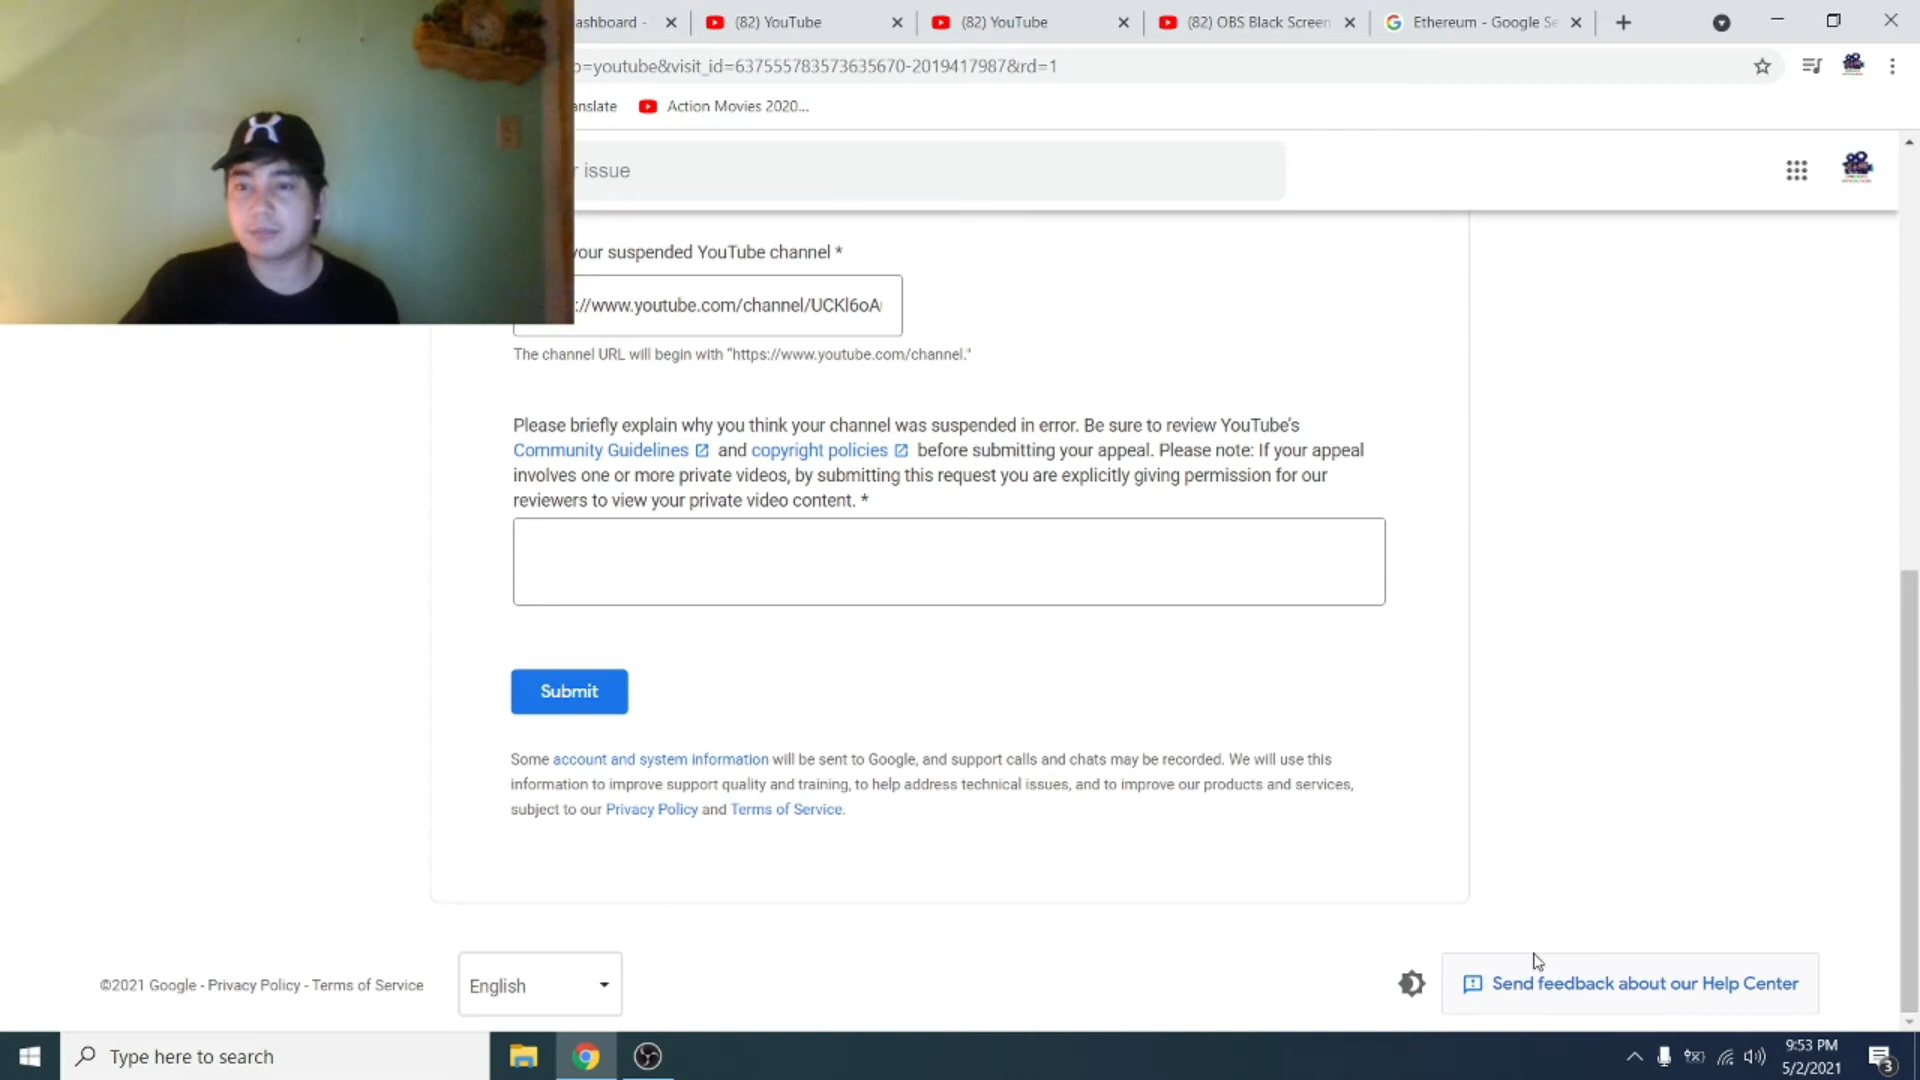 ashboard -
(82) YouTube
(82) YouTube
(82) OBS Black Screen
Ethereum - Google Se
o=youtube&visit_id=637555783573635670-2019417987&rd=1
anslate
Action Movies 2020...
r issue
your suspended YouTube channel *
://www.youtube.com/channel/UCKl6oA
The channel URL will begin with "https://www.youtube.com/channel."
Please briefly explain why you think your channel was suspended in error. Be sure to review YouTube's
Community Guidelines and copyright policies before submitting your appeal. Please note: If your appeal
involves one or more private videos, by submitting this request you are explicitly giving permission for our
reviewers to view your private video content. *
Submit
Some account and system information will be sent to Google, and support calls and chats may be recorded. We will use this
information to improve support quality and training, to help address technical issues, and to improve our products and services,
subject to our Privacy Policy and Terms of Service.
©2021 Google - Privacy Policy - Terms of Service
English
Send feedback about our Help Center
Type here to search
9:53 PM
5/2/2021
3